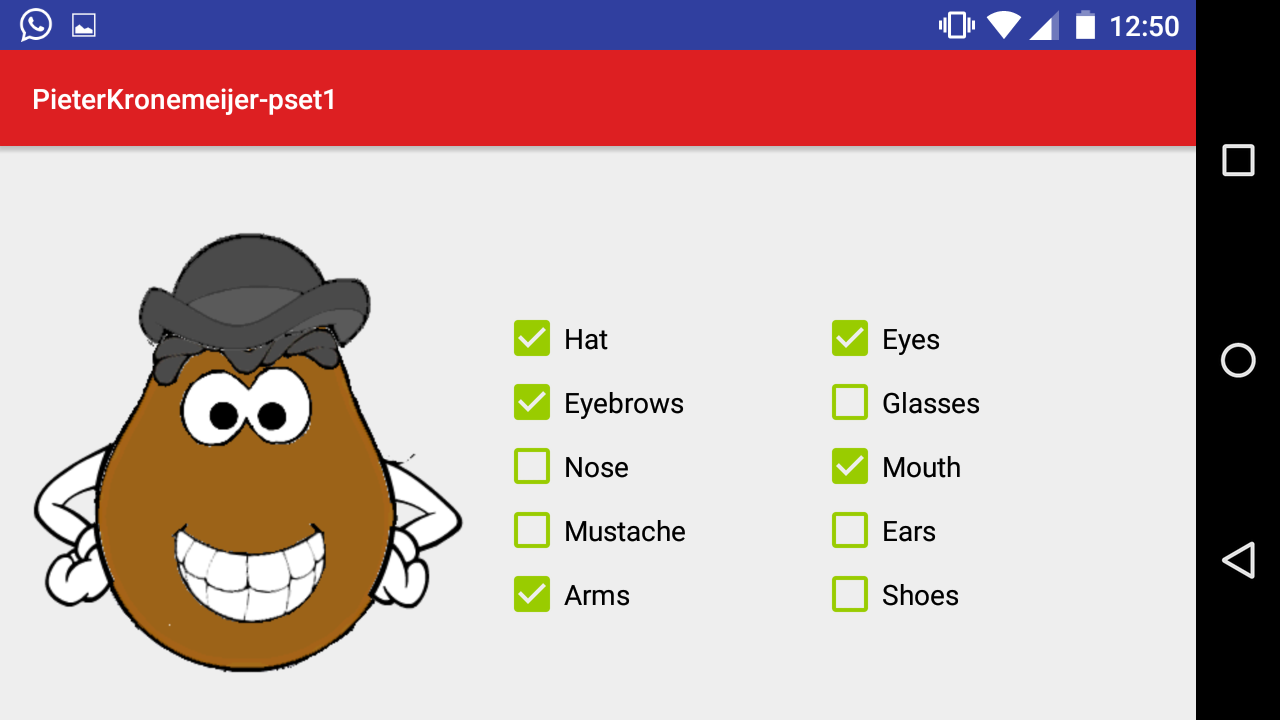 12:50
PieterKronemeijer-pset1
Hat
Eyes
Eyebrows
Glasses
Nose
Mouth
Mustache
Ears
Arms
Shoes